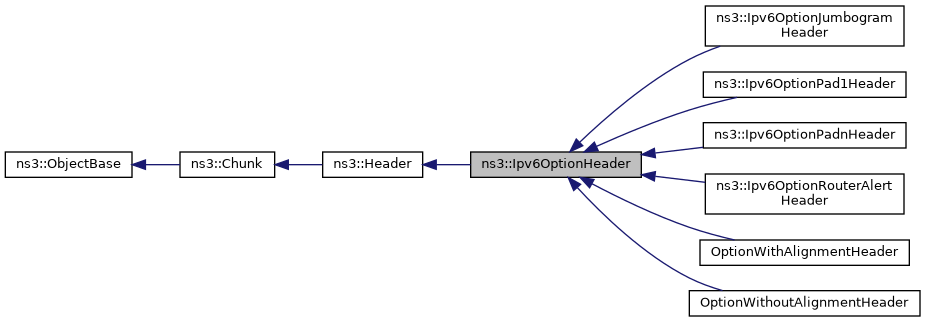 ns3::Ipv6OptionJumbogram
Header
ns3::Ipv6OptionPad1Header
ns3::Ipv6OptionPadnHeader
ns3::ObjectBase
ns3::Chunk
ns3::Header
ns3::Ipv6OptionHeader
ns3::Ipv6OptionRouterAlert
Header
OptionWithAlignmentHeader
OptionWithoutAlignmentHeader